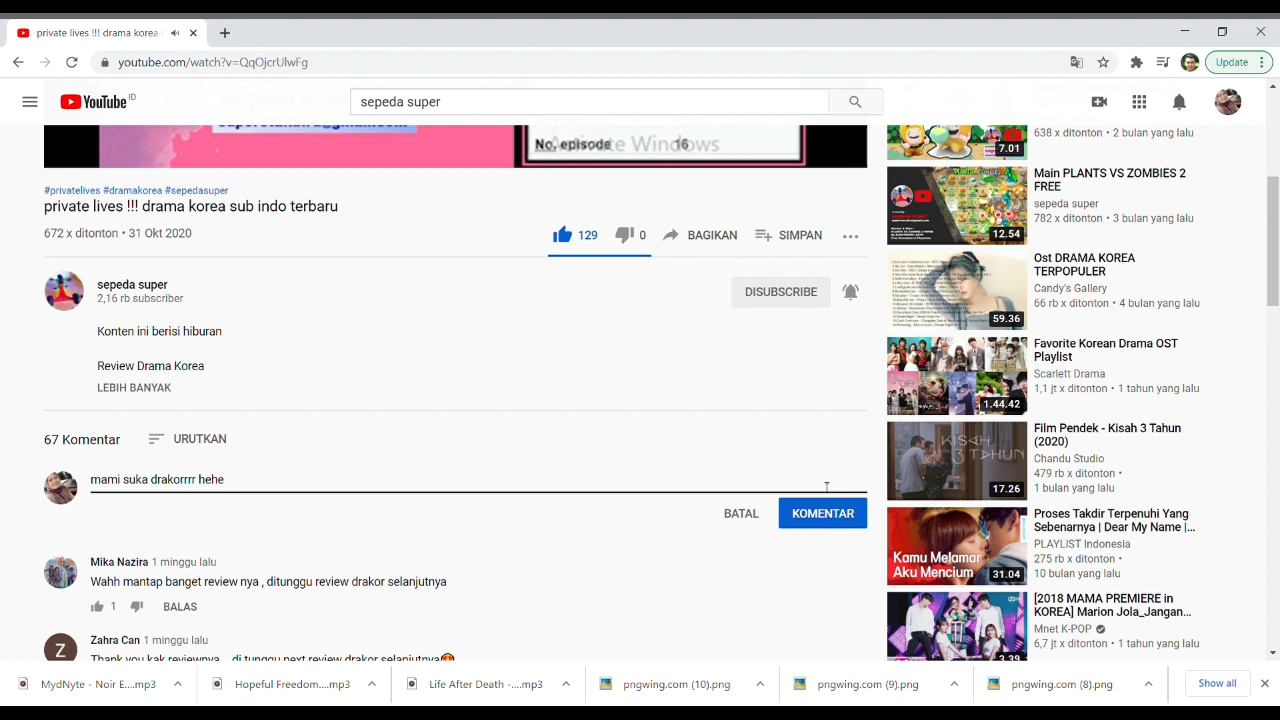 private lives !!! drama korea
youtube.com/watch?v=QqOjcrUlwFg
Update
YouTube ID
sepeda super
No. episode 16
Activate Windows
#privatelives #dramakorea #sepedasuper
private lives !!! drama korea sub indo terbaru
672 x ditonton • 31 Okt 2020
129
0
BAGIKAN
SIMPAN
sepeda super
2,16 rb subscriber
DISUBSCRIBE
Konten ini berisi hiburan
Review Drama Korea
LEBIH BANYAK
67 Komentar
URUTKAN
mami suka drakorrrr hehe
BATAL
KOMENTAR
Mika Nazira 1 minggu lalu
Wahh mantap banget review nya , ditunggu review drakor selanjutnya
1
BALAS
Z
Zahra Can 1 minggu lalu
Thank you kak reviewnya
7.01
638 x ditonton • 2 bulan yang lalu
12.54
Main PLANTS VS ZOMBIES 2
FREE
sepeda super
782 x ditonton • 3 bulan yang lalu
59.36
Ost DRAMA KOREA
TERPOPULER
Candy's Gallery
66 rb x ditonton • 4 bulan yang lalu
1.44.42
Favorite Korean Drama OST
Playlist
Scarlett Drama
1,1 jt x ditonton • 1 tahun yang lalu
KISAH
3 TAHUN
17.26
Film Pendek - Kisah 3 Tahun
(2020)
Chandu Studio
479 rb x ditonton •
1 bulan yang lalu
Kamu Melamar
Aku Mencium
31.04
Proses Takdir Terpenuhi Yang
Sebenarnya | Dear My Name |...
PLAYLIST Indonesia
275 rb x ditonton •
10 bulan yang lalu
3.39
[2018 MAMA PREMIERE in
KOREA] Marion Jola_Jangan...
Mnet K-POP
6,7 jt x ditonton • 1 tahun yang lalu
MydNyte - Noir E....mp3
Hopeful Freedom....mp3
Life After Death -....mp3
pngwing.com (10).png
pngwing.com (9).png
pngwing.com (8).png
Show all